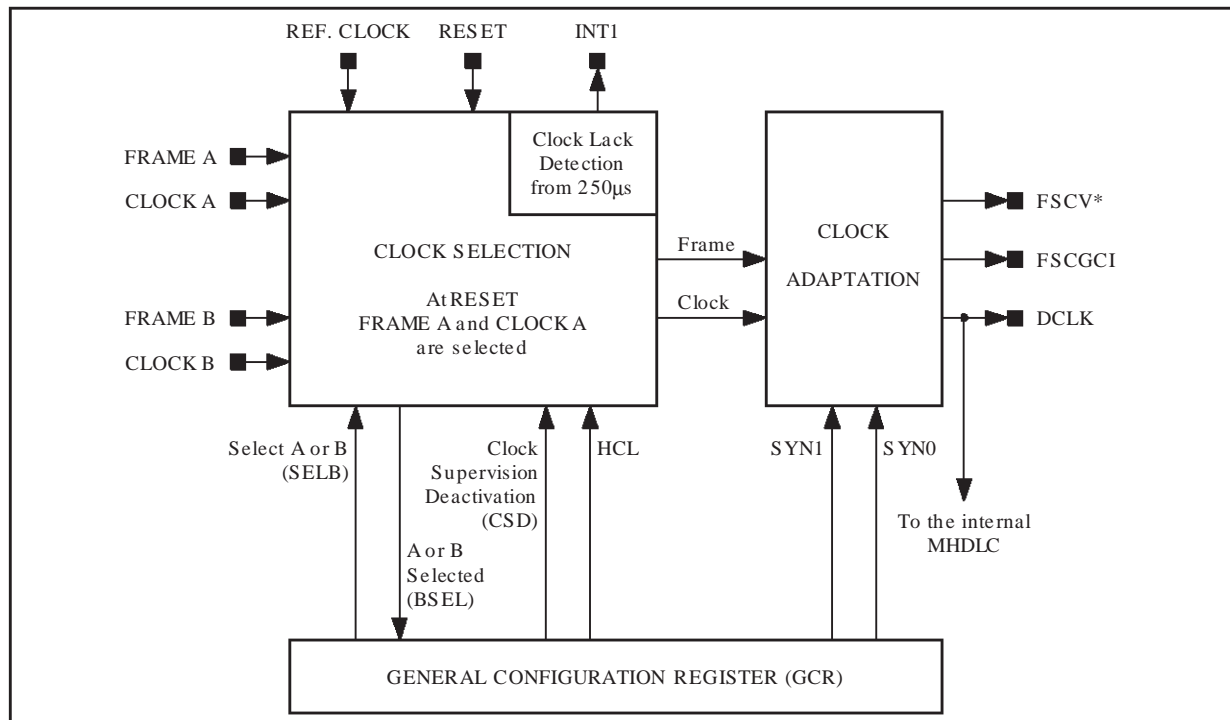 REF. CLOCK
RESET
INT1
FRAME A
CLOCK A
FRAME B
CLOCK B
Clock Lack
Detection
from 250μs
CLOCK SELECTION
At RESET
FRAME A and CLOCK A
are selected
Frame
Clock
CLOCK
ADAPTATION
FSCV*
FSCGCI
DCLK
Select A or B
(SELB)
A or B
Selected
(BSEL)
Clock
Supervision
Deactivation
(CSD)
HCL
SYN1
SYN0
To the internal
MHDLC
GENERAL CONFIGURATION REGISTER (GCR)